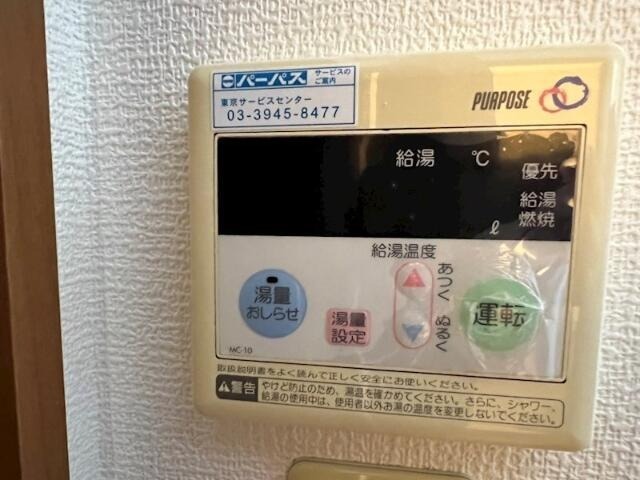 パーパス サービスのご案内
東京サービスセンター
03-3945-8477
PURPOSE
給湯 ℃
優先
給湯
燃焼
ℓ
給湯温度
あつく
ぬるく
湯量
おしらせ
湯量
設定
運転
MC-10
取扱説明書をよく読んで正しく安全にお使いください。
警告 やけど防止のため、湯温を確かめてください。さらに、シャワー、
給湯の使用中は、使用者以外お湯の温度を変更しないでください。